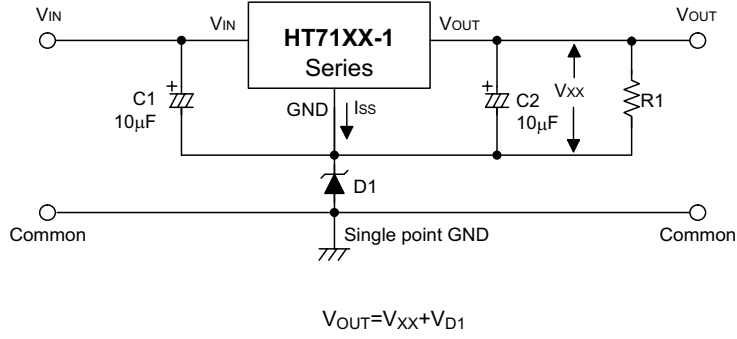 VIN VIN HT71XX-1 Series VOUT VOUT
GND ISS
C1 10μF
C2 10μF
VXX
R1
D1
Common Single point GND Common
VOUT=VXX+VD1